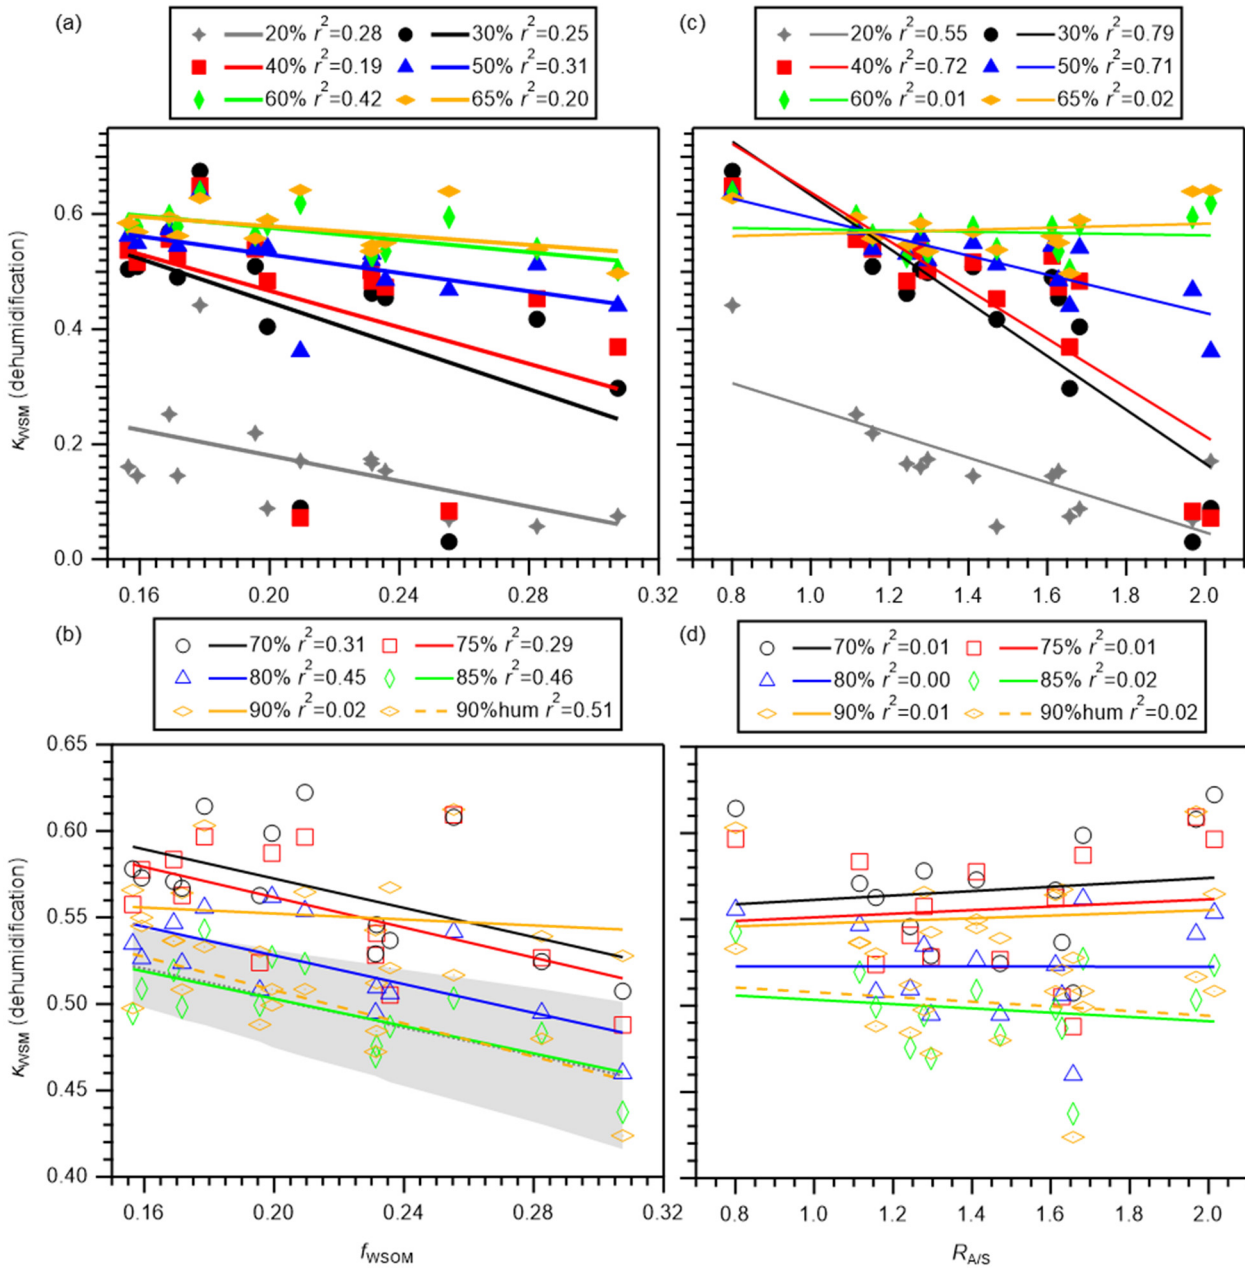 (a)
20% r²=0.28 30% r²=0.25
40% r²=0.19 50% r²=0.31
60% r²=0.42 65% r²=0.20
(c)
20% r²=0.55 30% r²=0.79
40% r²=0.72 50% r²=0.71
60% r²=0.01 65% r²=0.02
κWSM (dehumidification)
0.6
0.4
0.2
0.0
0.16 0.20 0.24 0.28 0.32
0.8 1.0 1.2 1.4 1.6 1.8 2.0
(b)
70% r²=0.31 75% r²=0.29
80% r²=0.45 85% r²=0.46
90% r²=0.02 90%hum r²=0.51
(d)
70% r²=0.01 75% r²=0.01
80% r²=0.00 85% r²=0.02
90% r²=0.01 90%hum r²=0.02
κWSM (dehumidification)
0.65
0.60
0.55
0.50
0.45
0.40
0.16 0.20 0.24 0.28 0.32
0.8 1.0 1.2 1.4 1.6 1.8 2.0
fWSOM
RA/S